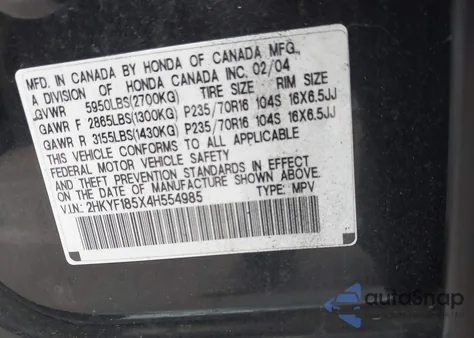 MFD. IN CANADA BY HONDA OF CANADA MFG.,
A DIVISION OF HONDA CANADA INC. 02/04
GVWR 5950LBS(2700KG) TIRE SIZE RIM SIZE
GAWR F 2865LBS(1300KG) P235/70R16 104S 16X6.5JJ
GAWR R 3155LBS(1430KG) P235/70R16 104S 16X6.5JJ
THIS VEHICLE CONFORMS TO ALL APPLICABLE
FEDERAL MOTOR VEHICLE SAFETY
AND THEFT PREVENTION STANDARDS IN EFFECT
ON THE DATE OF MANUFACTURE SHOWN ABOVE.
V.I.N: 2HKYF185X4H554985 TYPE: MPV
autoSnap